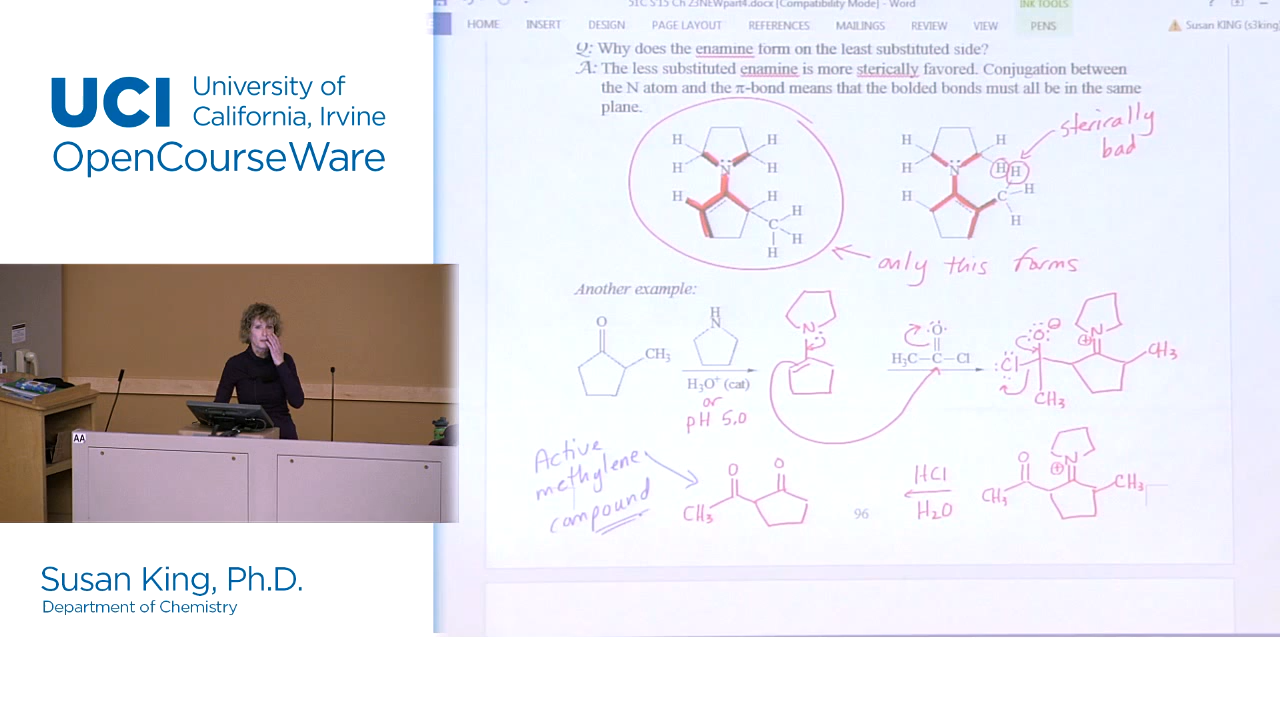 UCI University of California, Irvine
OpenCourseWare
AA
Susan King, Ph.D.
Department of Chemistry
51C S15 Ch 23NEWpart4.docx [Compatibility Mode] - Word
INK TOOLS
HOME INSERT DESIGN PAGE LAYOUT REFERENCES MAILINGS REVIEW VIEW PENS
Susan KING (s3king
Q: Why does the enamine form on the least substituted side?
A: The less substituted enamine is more sterically favored. Conjugation between
the N atom and the π-bond means that the bolded bonds must all be in the same
plane.
sterically
bad
H H H H
H H H H H
N N
H H H C H
C H H
H H
only this forms
Another example:
O
CH₃
H
N
H₃O⁺ (cat)
or
pH 5.0
N
O
H₃C–C–Cl
O ⊖
Cl
CH₃
N ⊕
CH₃
Active
methylene
compound
O O
CH₃
96
HCl
H₂O
O
CH₃
N ⊕
CH₃